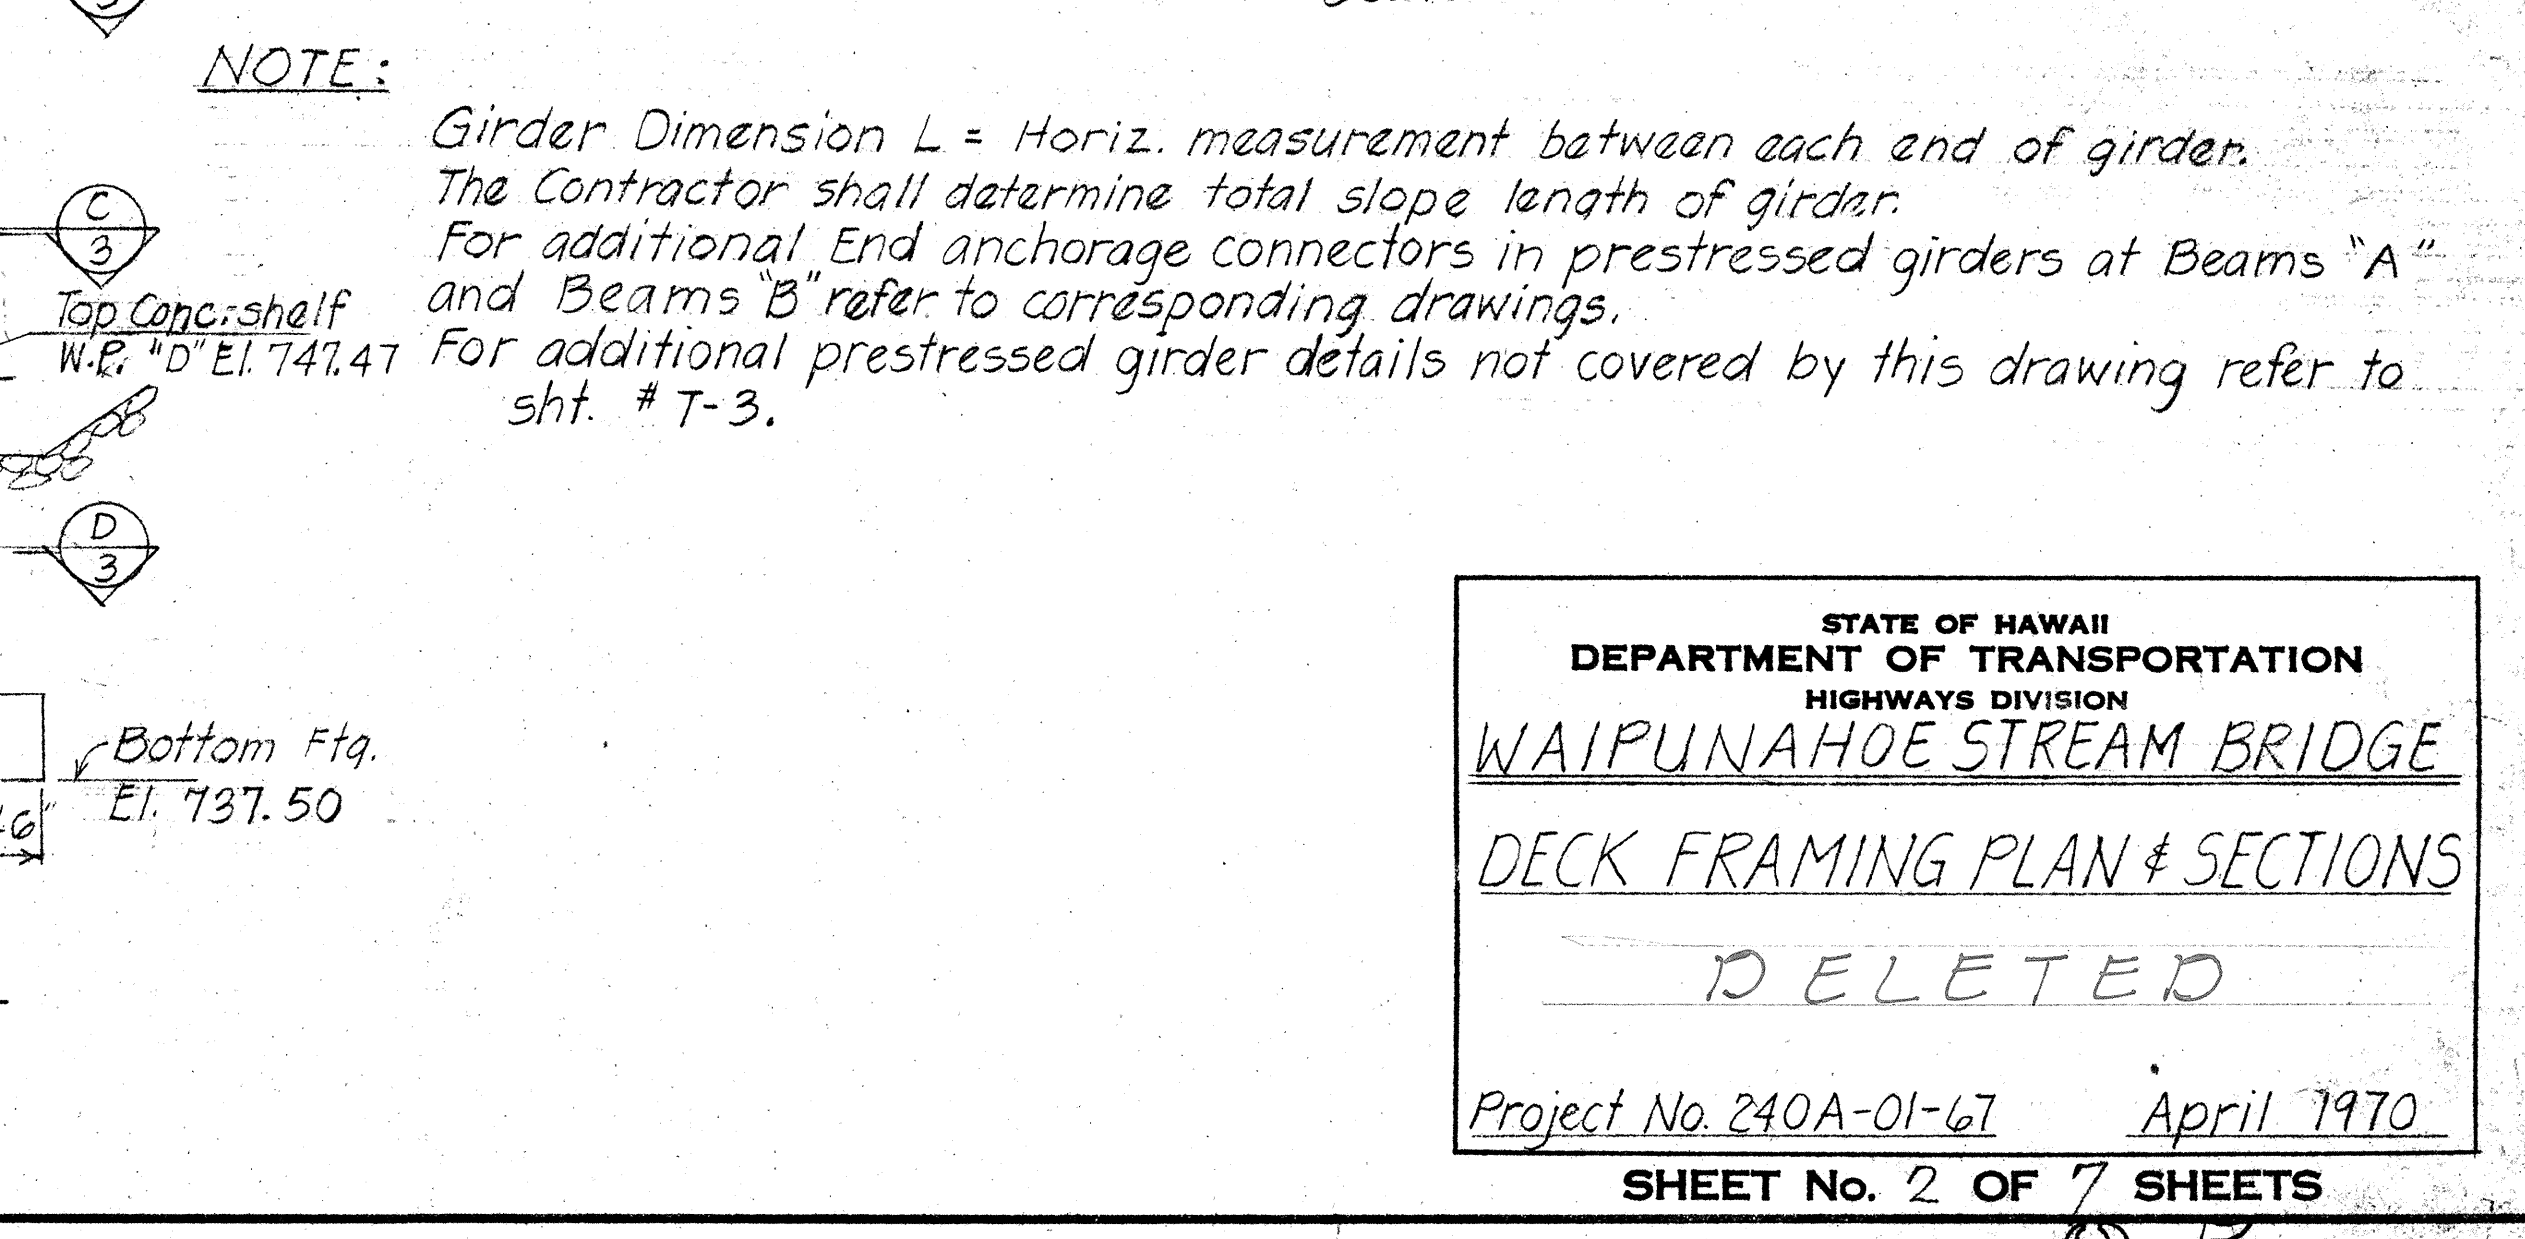 NOTE:
Girder Dimension L = Horiz. measurement between each end of girder.
The Contractor shall determine total slope length of girder.
For additional End anchorage connectors in prestressed girders at Beams "A"
and Beams "B" refer to corresponding drawings.
For additional prestressed girder details not covered by this drawing refer to
sht. # T-3.
C
3
Top Conc. shelf
W.P. "D" El. 747.47
D
3
Bottom Ftg.
El. 737.50
6"
STATE OF HAWAII
DEPARTMENT OF TRANSPORTATION
HIGHWAYS DIVISION
WAIPUNAHOE STREAM BRIDGE
DECK FRAMING PLAN & SECTIONS
DELETED
Project No. 240A-01-67 April 1970
SHEET No. 2 OF 7 SHEETS